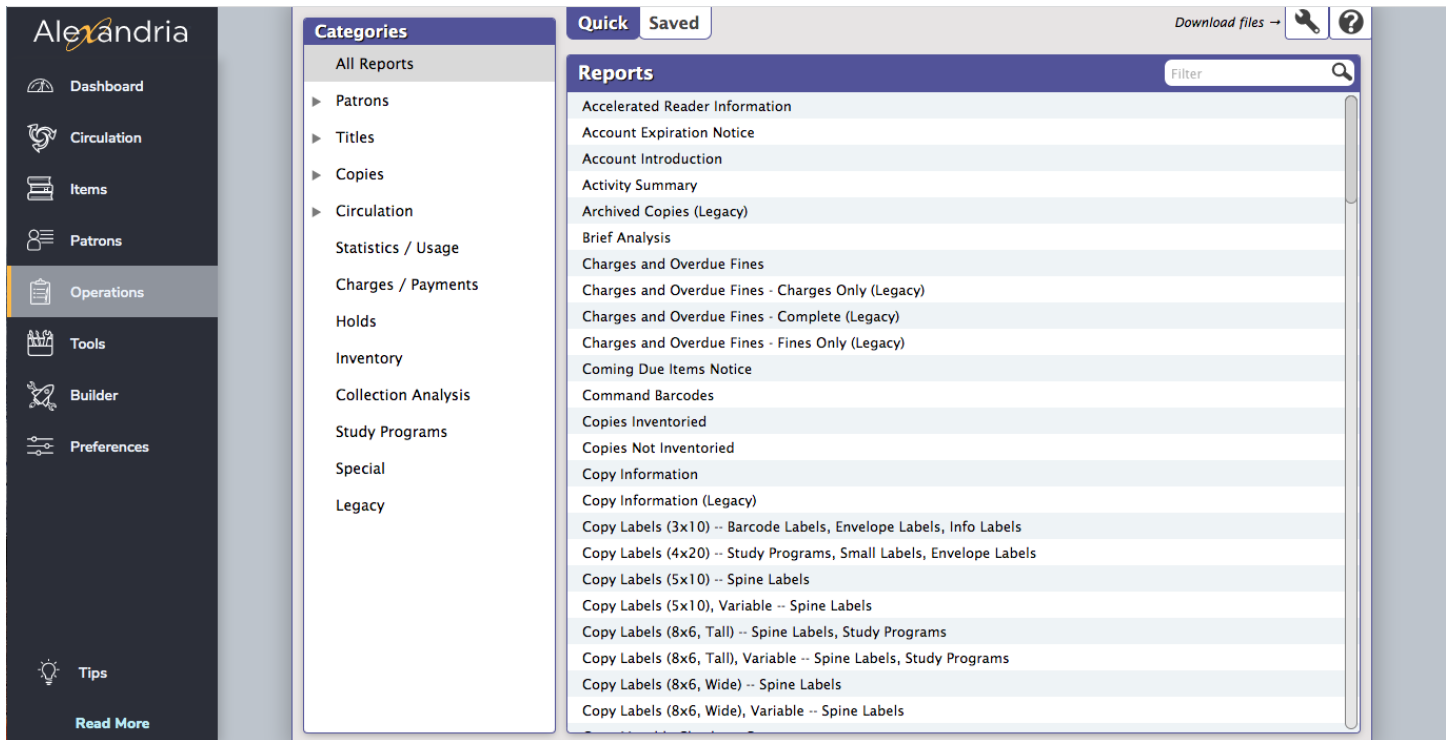 Alexandria
Dashboard
Circulation
Items
Patrons
Operations
Tools
Builder
Preferences
Tips
Read More
Categories
All Reports
Patrons
Titles
Copies
Circulation
Statistics / Usage
Charges / Payments
Holds
Inventory
Collection Analysis
Study Programs
Special
Legacy
Quick Saved
Download files → ?
Reports
Filter
Accelerated Reader Information
Account Expiration Notice
Account Introduction
Activity Summary
Archived Copies (Legacy)
Brief Analysis
Charges and Overdue Fines
Charges and Overdue Fines - Charges Only (Legacy)
Charges and Overdue Fines - Complete (Legacy)
Charges and Overdue Fines - Fines Only (Legacy)
Coming Due Items Notice
Command Barcodes
Copies Inventoried
Copies Not Inventoried
Copy Information
Copy Information (Legacy)
Copy Labels (3x10) -- Barcode Labels, Envelope Labels, Info Labels
Copy Labels (4x20) -- Study Programs, Small Labels, Envelope Labels
Copy Labels (5x10) -- Spine Labels
Copy Labels (5x10), Variable -- Spine Labels
Copy Labels (8x6, Tall) -- Spine Labels, Study Programs
Copy Labels (8x6, Tall), Variable -- Spine Labels, Study Programs
Copy Labels (8x6, Wide) -- Spine Labels
Copy Labels (8x6, Wide), Variable -- Spine Labels